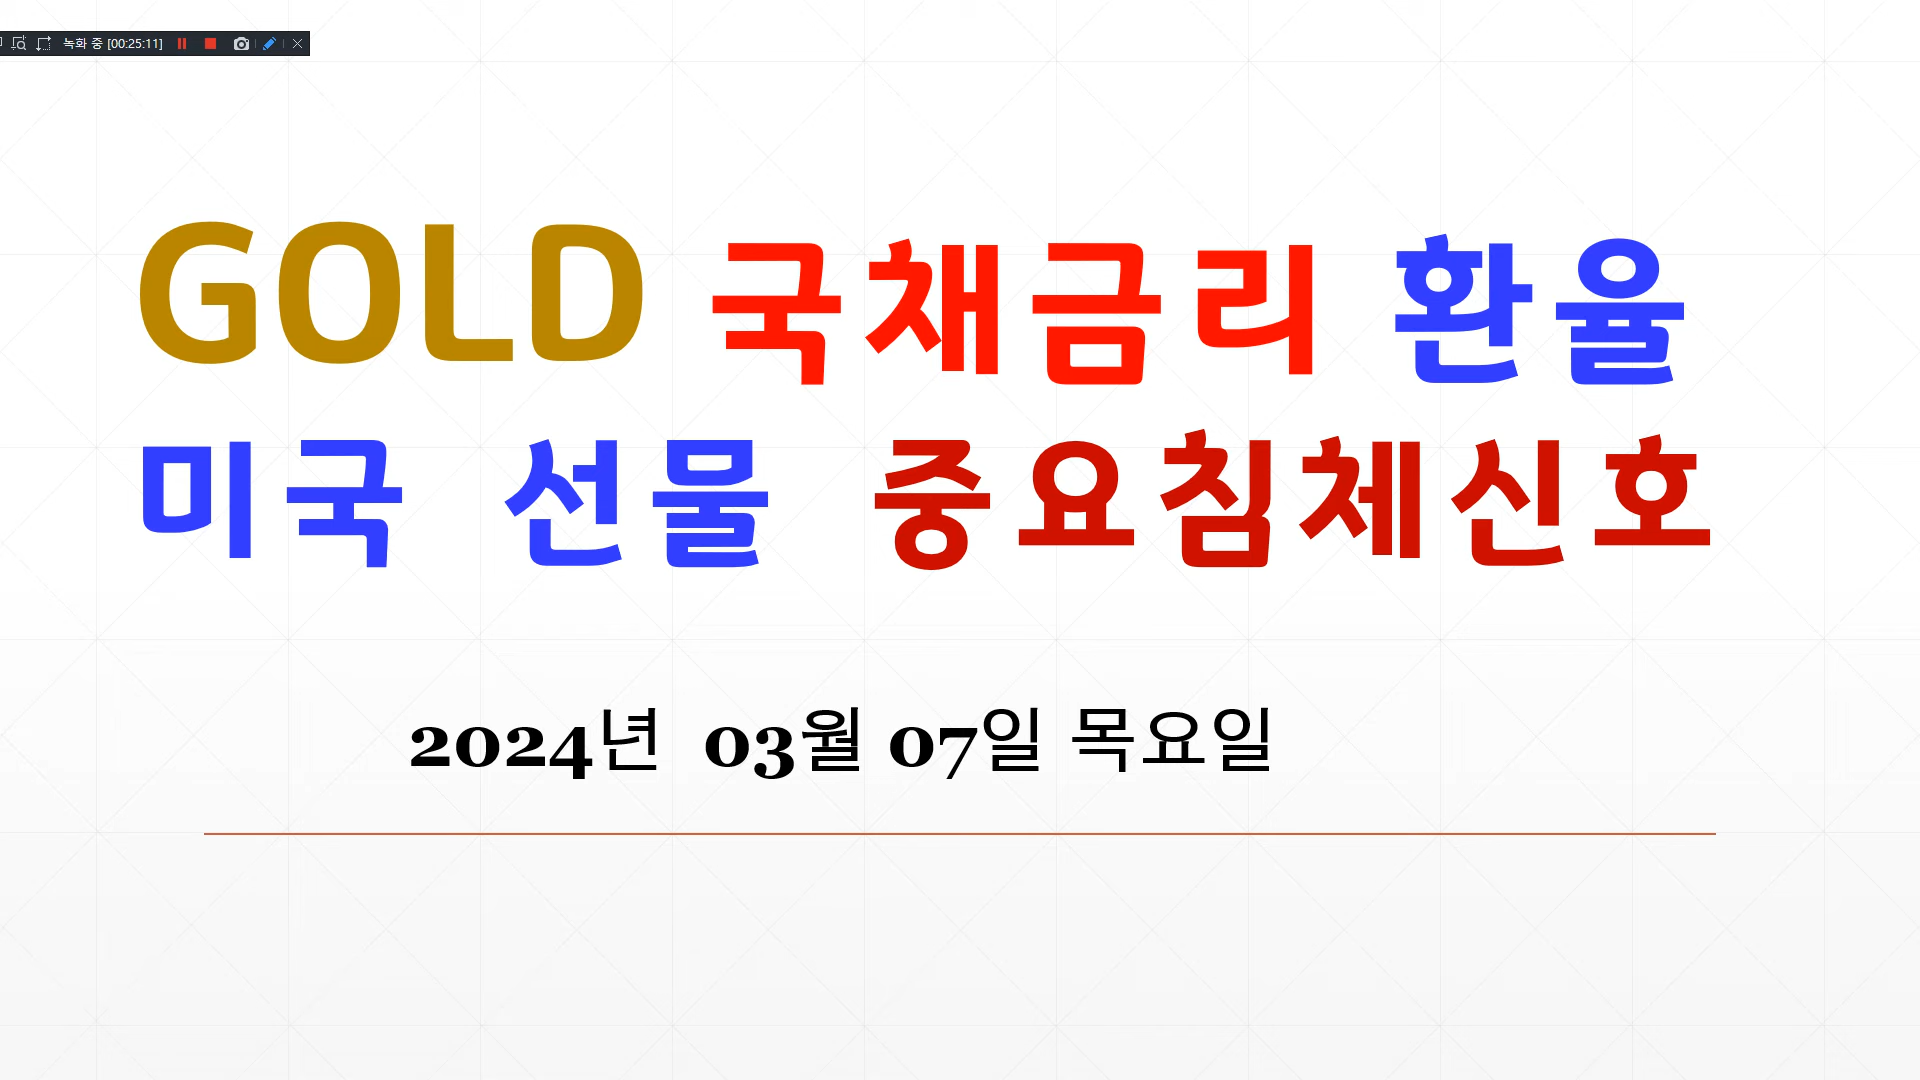 녹화 중 [00:25:11]
GOLD 국채금리 환율
미국 선물 중요침체신호
2024년 03월 07일 목요일